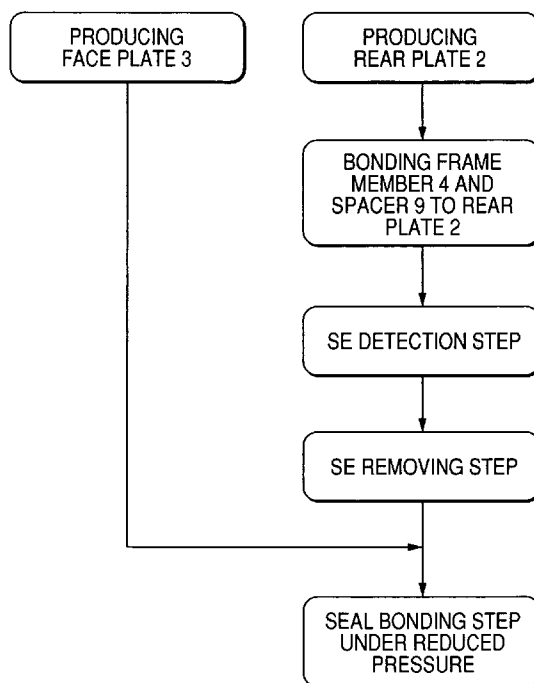 PRODUCING
FACE PLATE 3
PRODUCING
REAR PLATE 2
BONDING FRAME
MEMBER 4 AND
SPACER 9 TO REAR
PLATE 2
SE DETECTION STEP
SE REMOVING STEP
SEAL BONDING STEP
UNDER REDUCED
PRESSURE